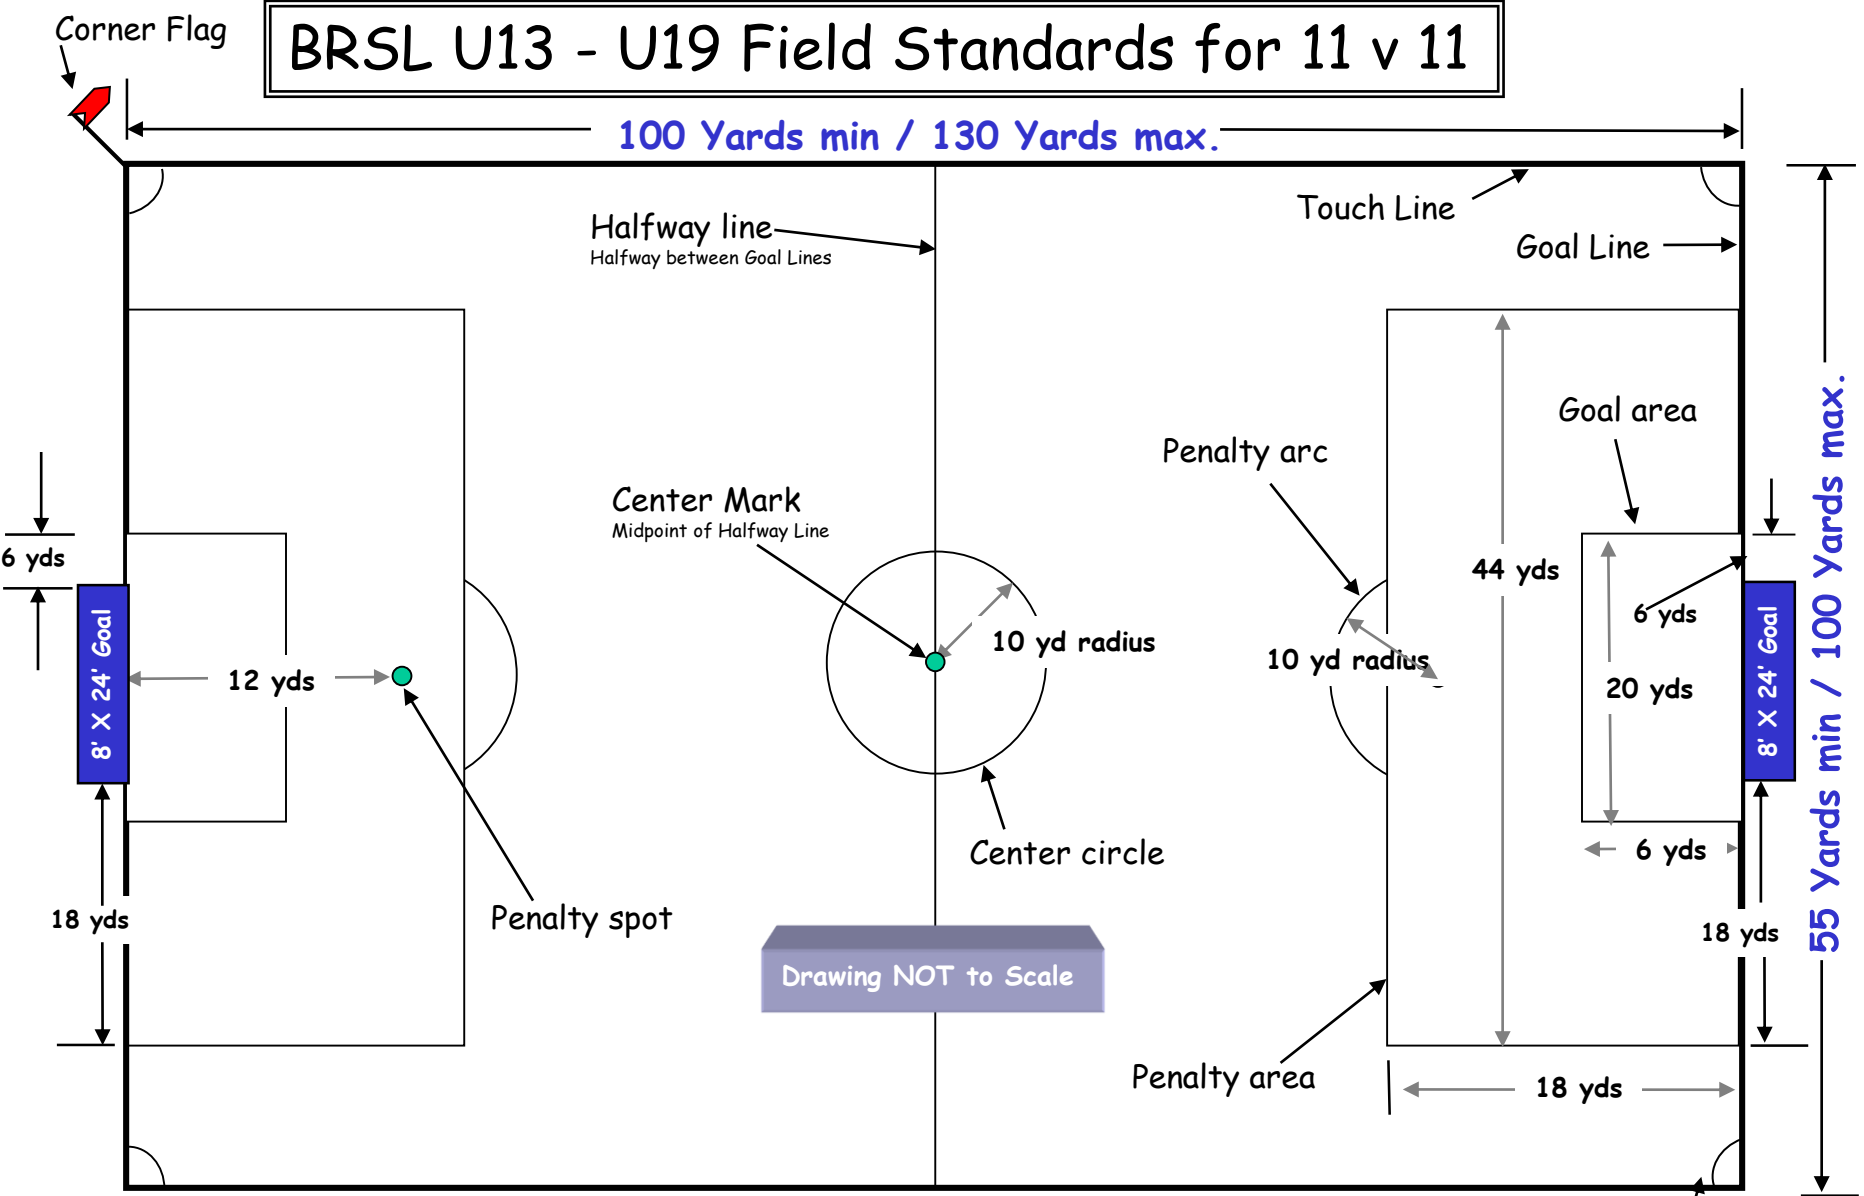 Corner Flag
BRSL U13 - U19 Field Standards for 11 v 11
100 Yards min / 130 Yards max.
Touch Line
Halfway line
Halfway between Goal Lines
Goal Line
Goal area
Penalty arc
Center Mark
Midpoint of Halfway Line
6 yds
44 yds
6 yds
8' X 24' Goal
12 yds
10 yd radius
10 yd radius
20 yds
8' X 24' Goal
55 Yards min / 100 Yards max.
Center circle
6 yds
18 yds
Penalty spot
18 yds
Drawing NOT to Scale
Penalty area
18 yds